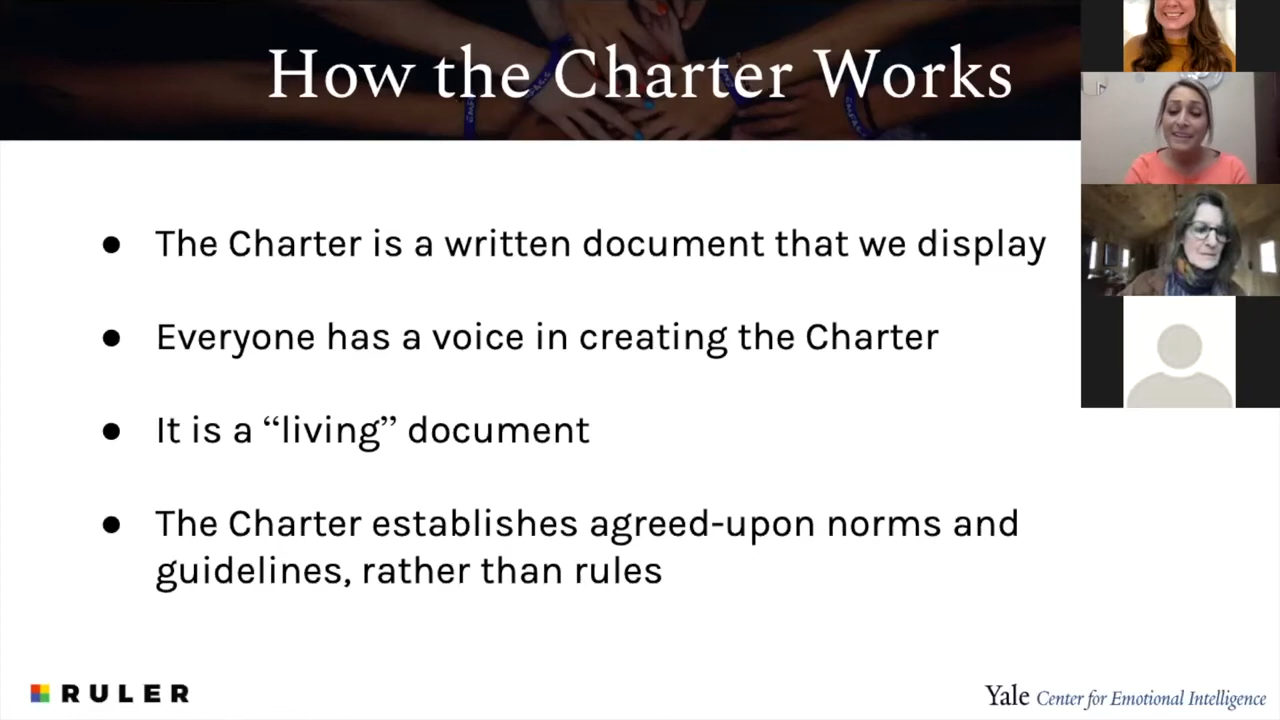 How the Charter Works
● The Charter is a written document that we display
● Everyone has a voice in creating the Charter
● It is a “living” document
● The Charter establishes agreed-upon norms and
guidelines, rather than rules
RULER
Yale Center for Emotional Intelligence